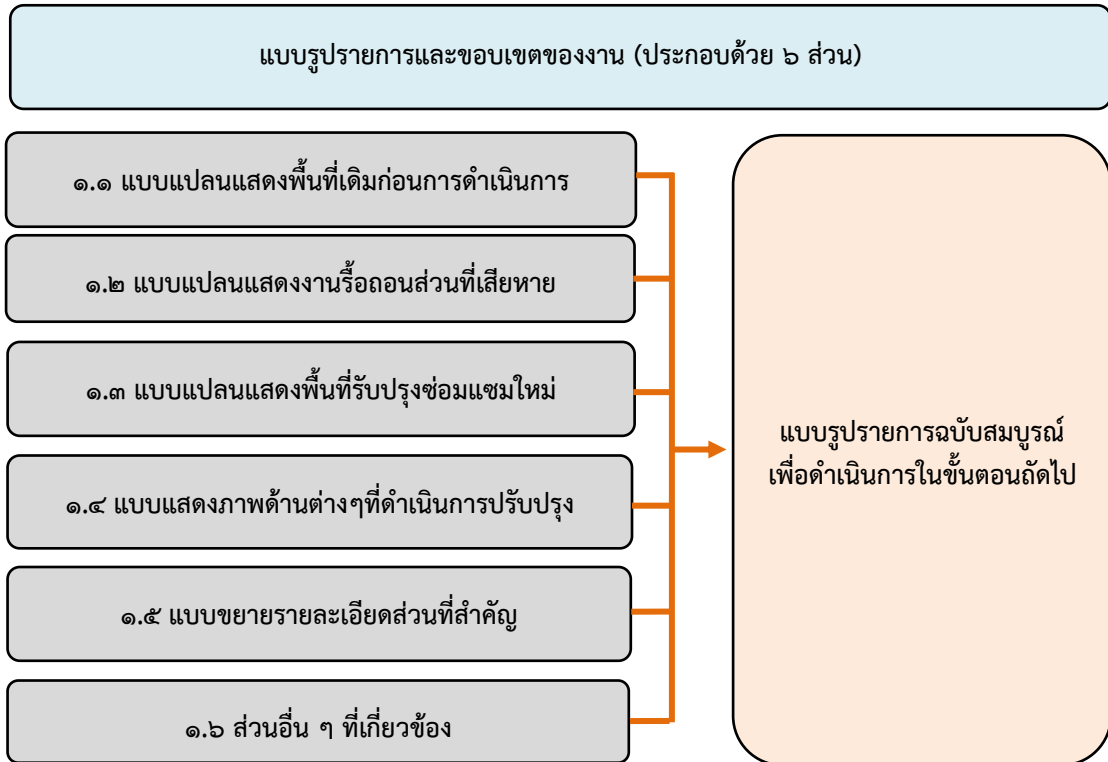 แบบรูปรายการและขอบเขตของงาน (ประกอบด้วย ๖ ส่วน)
๑.๑ แบบแปลนแสดงพื้นที่เดิมก่อนการดำเนินการ
๑.๒ แบบแปลนแสดงงานรื้อถอนส่วนที่เสียหาย
๑.๓ แบบแปลนแสดงพื้นที่รับปรุงซ่อมแซมใหม่
๑.๔ แบบแสดงภาพด้านต่างๆที่ดำเนินการปรับปรุง
๑.๕ แบบขยายรายละเอียดส่วนที่สำคัญ
๑.๖ ส่วนอื่น ๆ ที่เกี่ยวข้อง
แบบรูปรายการฉบับสมบูรณ์
เพื่อดำเนินการในขั้นตอนถัดไป